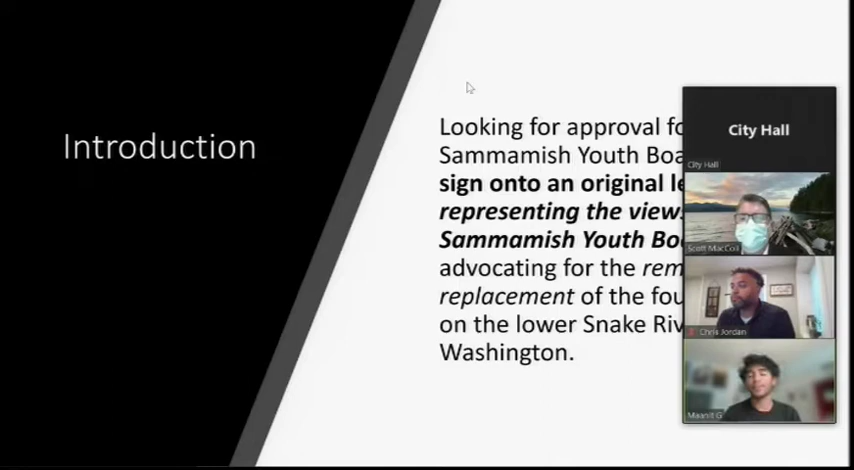 Introduction
Looking for approval fo
Sammamish Youth Boa
sign onto an original le
representing the views
Sammamish Youth Bo
advocating for the rem
replacement of the fou
on the lower Snake Riv
Washington.
City Hall
City Hall
Scott MacColl
Chris Jordan
Maanit G